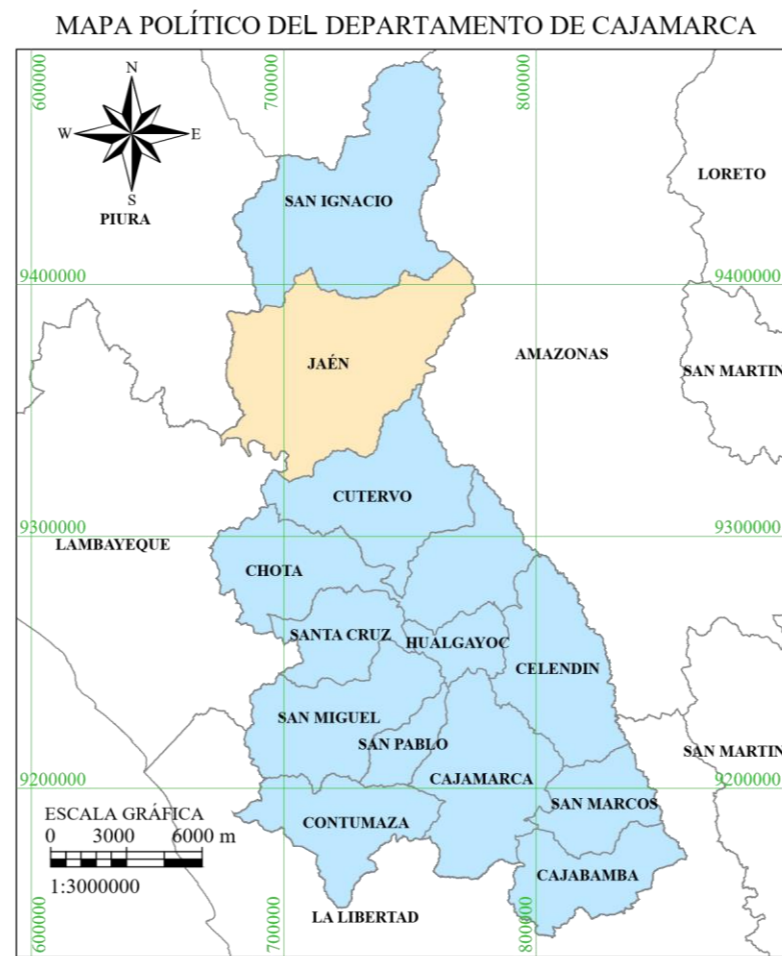 MAPA POLÍTICO DEL DEPARTAMENTO DE CAJAMARCA
600000
700000
800000
N
W
E
S
PIURA
LORETO
SAN IGNACIO
9400000
9400000
JAÉN
AMAZONAS
SAN MARTIN
CUTERVO
9300000
9300000
LAMBAYEQUE
CHOTA
SANTA CRUZ
HUALGAYOC
CELENDIN
SAN MIGUEL
SAN PABLO
SAN MARTIN
CAJAMARCA
9200000
SAN MARCOS
ESCALA GRÁFICA
0 3000 6000 m
1:3000000
CONTUMAZA
CAJABAMBA
LA LIBERTAD
600000
700000
800000